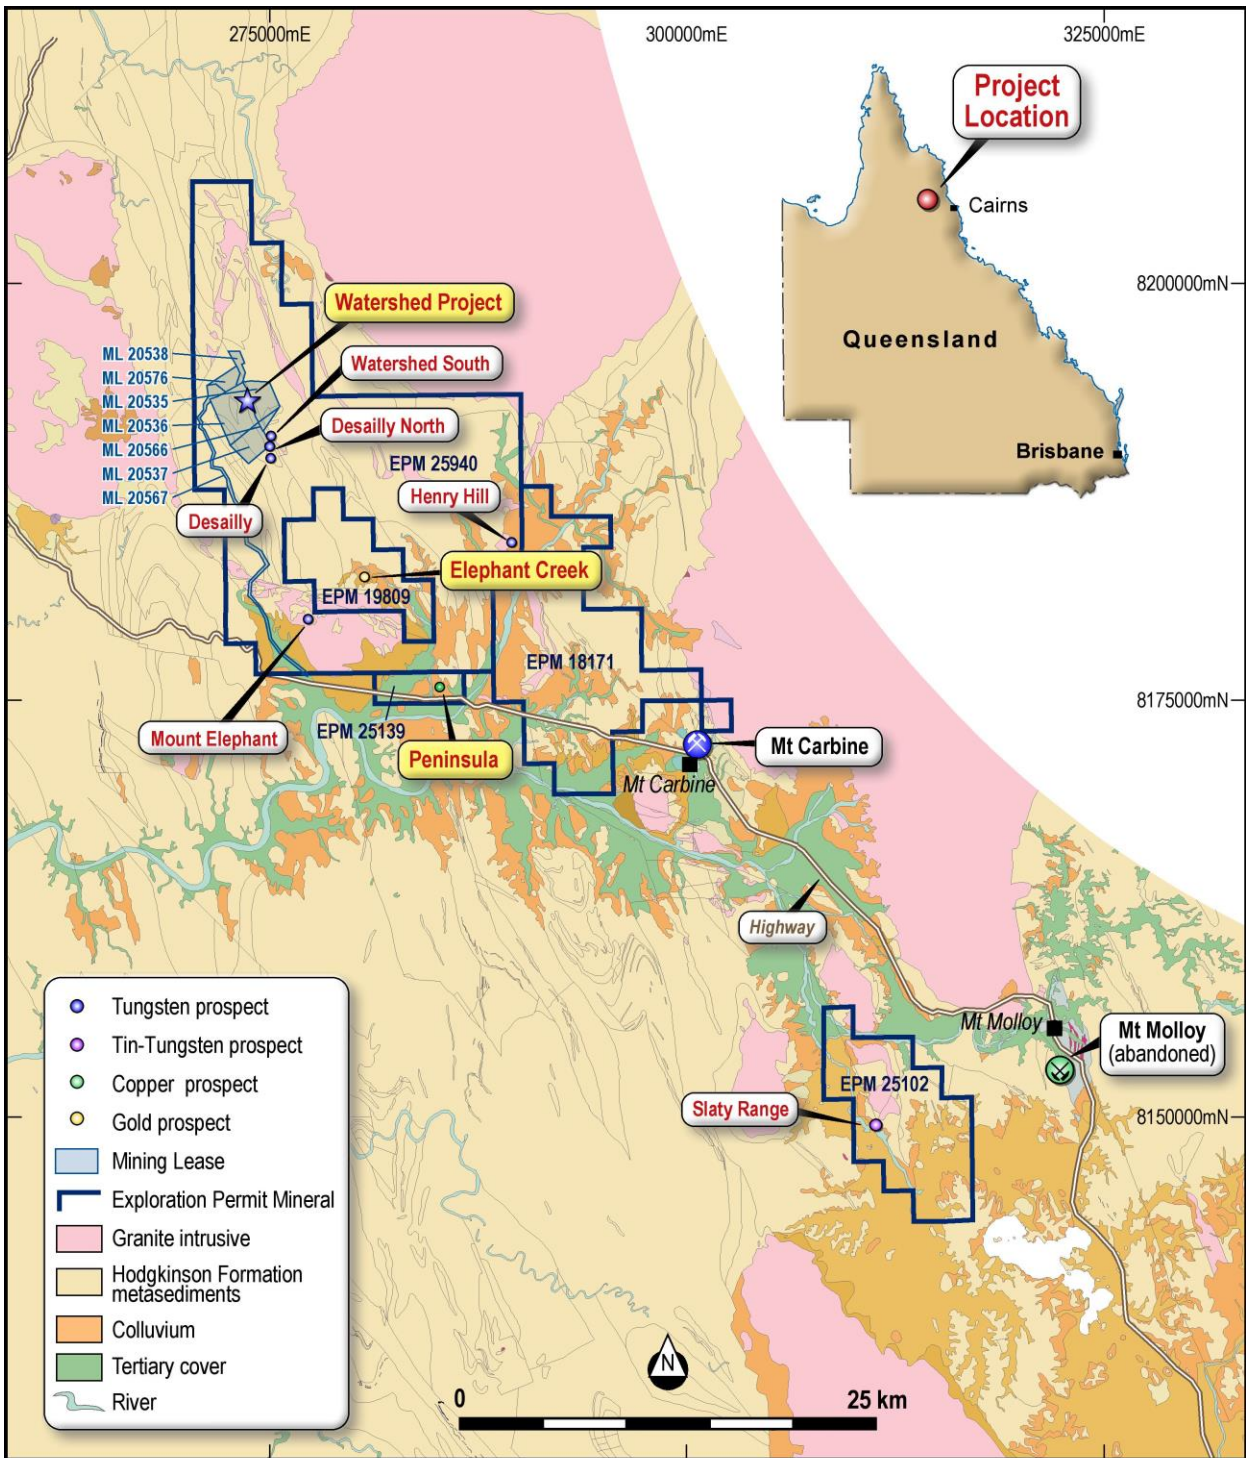 275000mE
300000mE
325000mE
Project
Location
Cairns
8200000mN
Queensland
Brisbane
Watershed Project
ML 20538
ML 20576
ML 20535
ML 20536
ML 20566
ML 20537
ML 20567
Watershed South
Desailly North
EPM 25940
Henry Hill
Desailly
Elephant Creek
EPM 19809
EPM 18171
8175000mN
Mount Elephant
EPM 25139
Peninsula
Mt Carbine
Mt Carbine
Highway
Mt Molloy
Mt Molloy
(abandoned)
EPM 25102
Slaty Range
8150000mN
Tungsten prospect
Tin-Tungsten prospect
Copper prospect
Gold prospect
Mining Lease
Exploration Permit Mineral
Granite intrusive
Hodgkinson Formation
metasediments
Colluvium
Tertiary cover
River
N
0 25 km